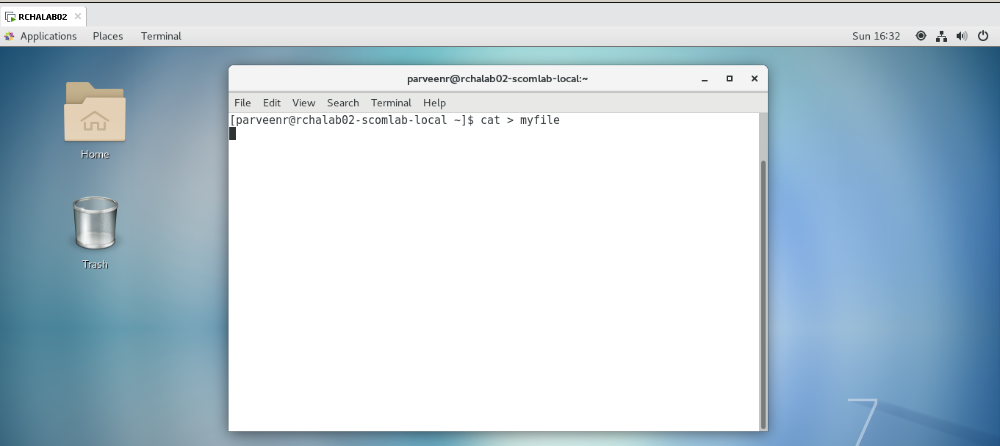 RCHALAB02
Applications Places Terminal Sun 16:32
parveenr@rchalab02-scomlab-local:~
File Edit View Search Terminal Help
[parveenr@rchalab02-scomlab-local ~]$ cat > myfile
Home
Trash
7